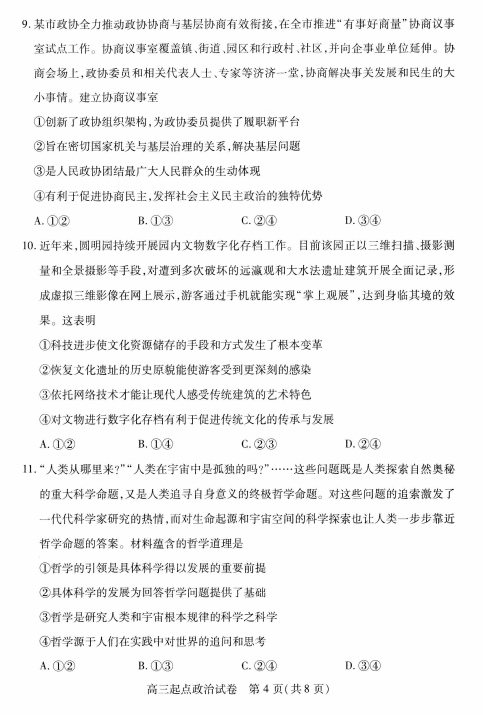 9. 某市政协全力推动政协协商与基层协商有效衔接,在全市推进“有事好商量”协商议事
室试点工作。协商议事室覆盖镇、街道、园区和行政村、社区,并向企事业单位延伸。协
商会场上,政协委员和相关代表人士、专家等济济一堂,协商解决事关发展和民生的大
小事情。建立协商议事室
①创新了政协组织架构,为政协委员提供了履职新平台
②旨在密切国家机关与基层治理的关系,解决基层问题
③是人民政协团结最广大人民群众的生动体现
④有利于促进协商民主,发挥社会主义民主政治的独特优势
A. ①② B. ①③ C. ②④ D. ③④
10. 近年来,圆明园持续开展园内文物数字化存档工作。目前该园正以三维扫描、摄影测
量和全景摄影等手段,对遭到多次破坏的远瀛观和大水法遗址建筑开展全面记录,形
成虚拟三维影像在网上展示,游客通过手机就能实现“掌上观展”,达到身临其境的效
果。这表明
①科技进步使文化资源储存的手段和方式发生了根本变革
②恢复文化遗址的历史原貌能使游客受到更深刻的感染
③依托网络技术才能让现代人感受传统建筑的艺术特色
④对文物进行数字化存档有利于促进传统文化的传承与发展
A. ①② B. ①④ C. ②③ D. ②④
11. “人类从哪里来?”“人类在宇宙中是孤独的吗?”……这些问题既是人类探索自然奥秘
的重大科学命题,又是人类追寻自身意义的终极哲学命题。对这些问题的追索激发了
一代代科学家研究的热情,而对生命起源和宇宙空间的科学探索也让人类一步步靠近
哲学命题的答案。材料蕴含的哲学道理是
①哲学的引领是具体科学得以发展的重要前提
②具体科学的发展为回答哲学问题提供了基础
③哲学是研究人类和宇宙根本规律的科学之科学
④哲学源于人们在实践中对世界的追问和思考
A. ①② B. ①③ C. ②④ D. ③④
高三起点政治试卷 第 4 页(共 8 页)